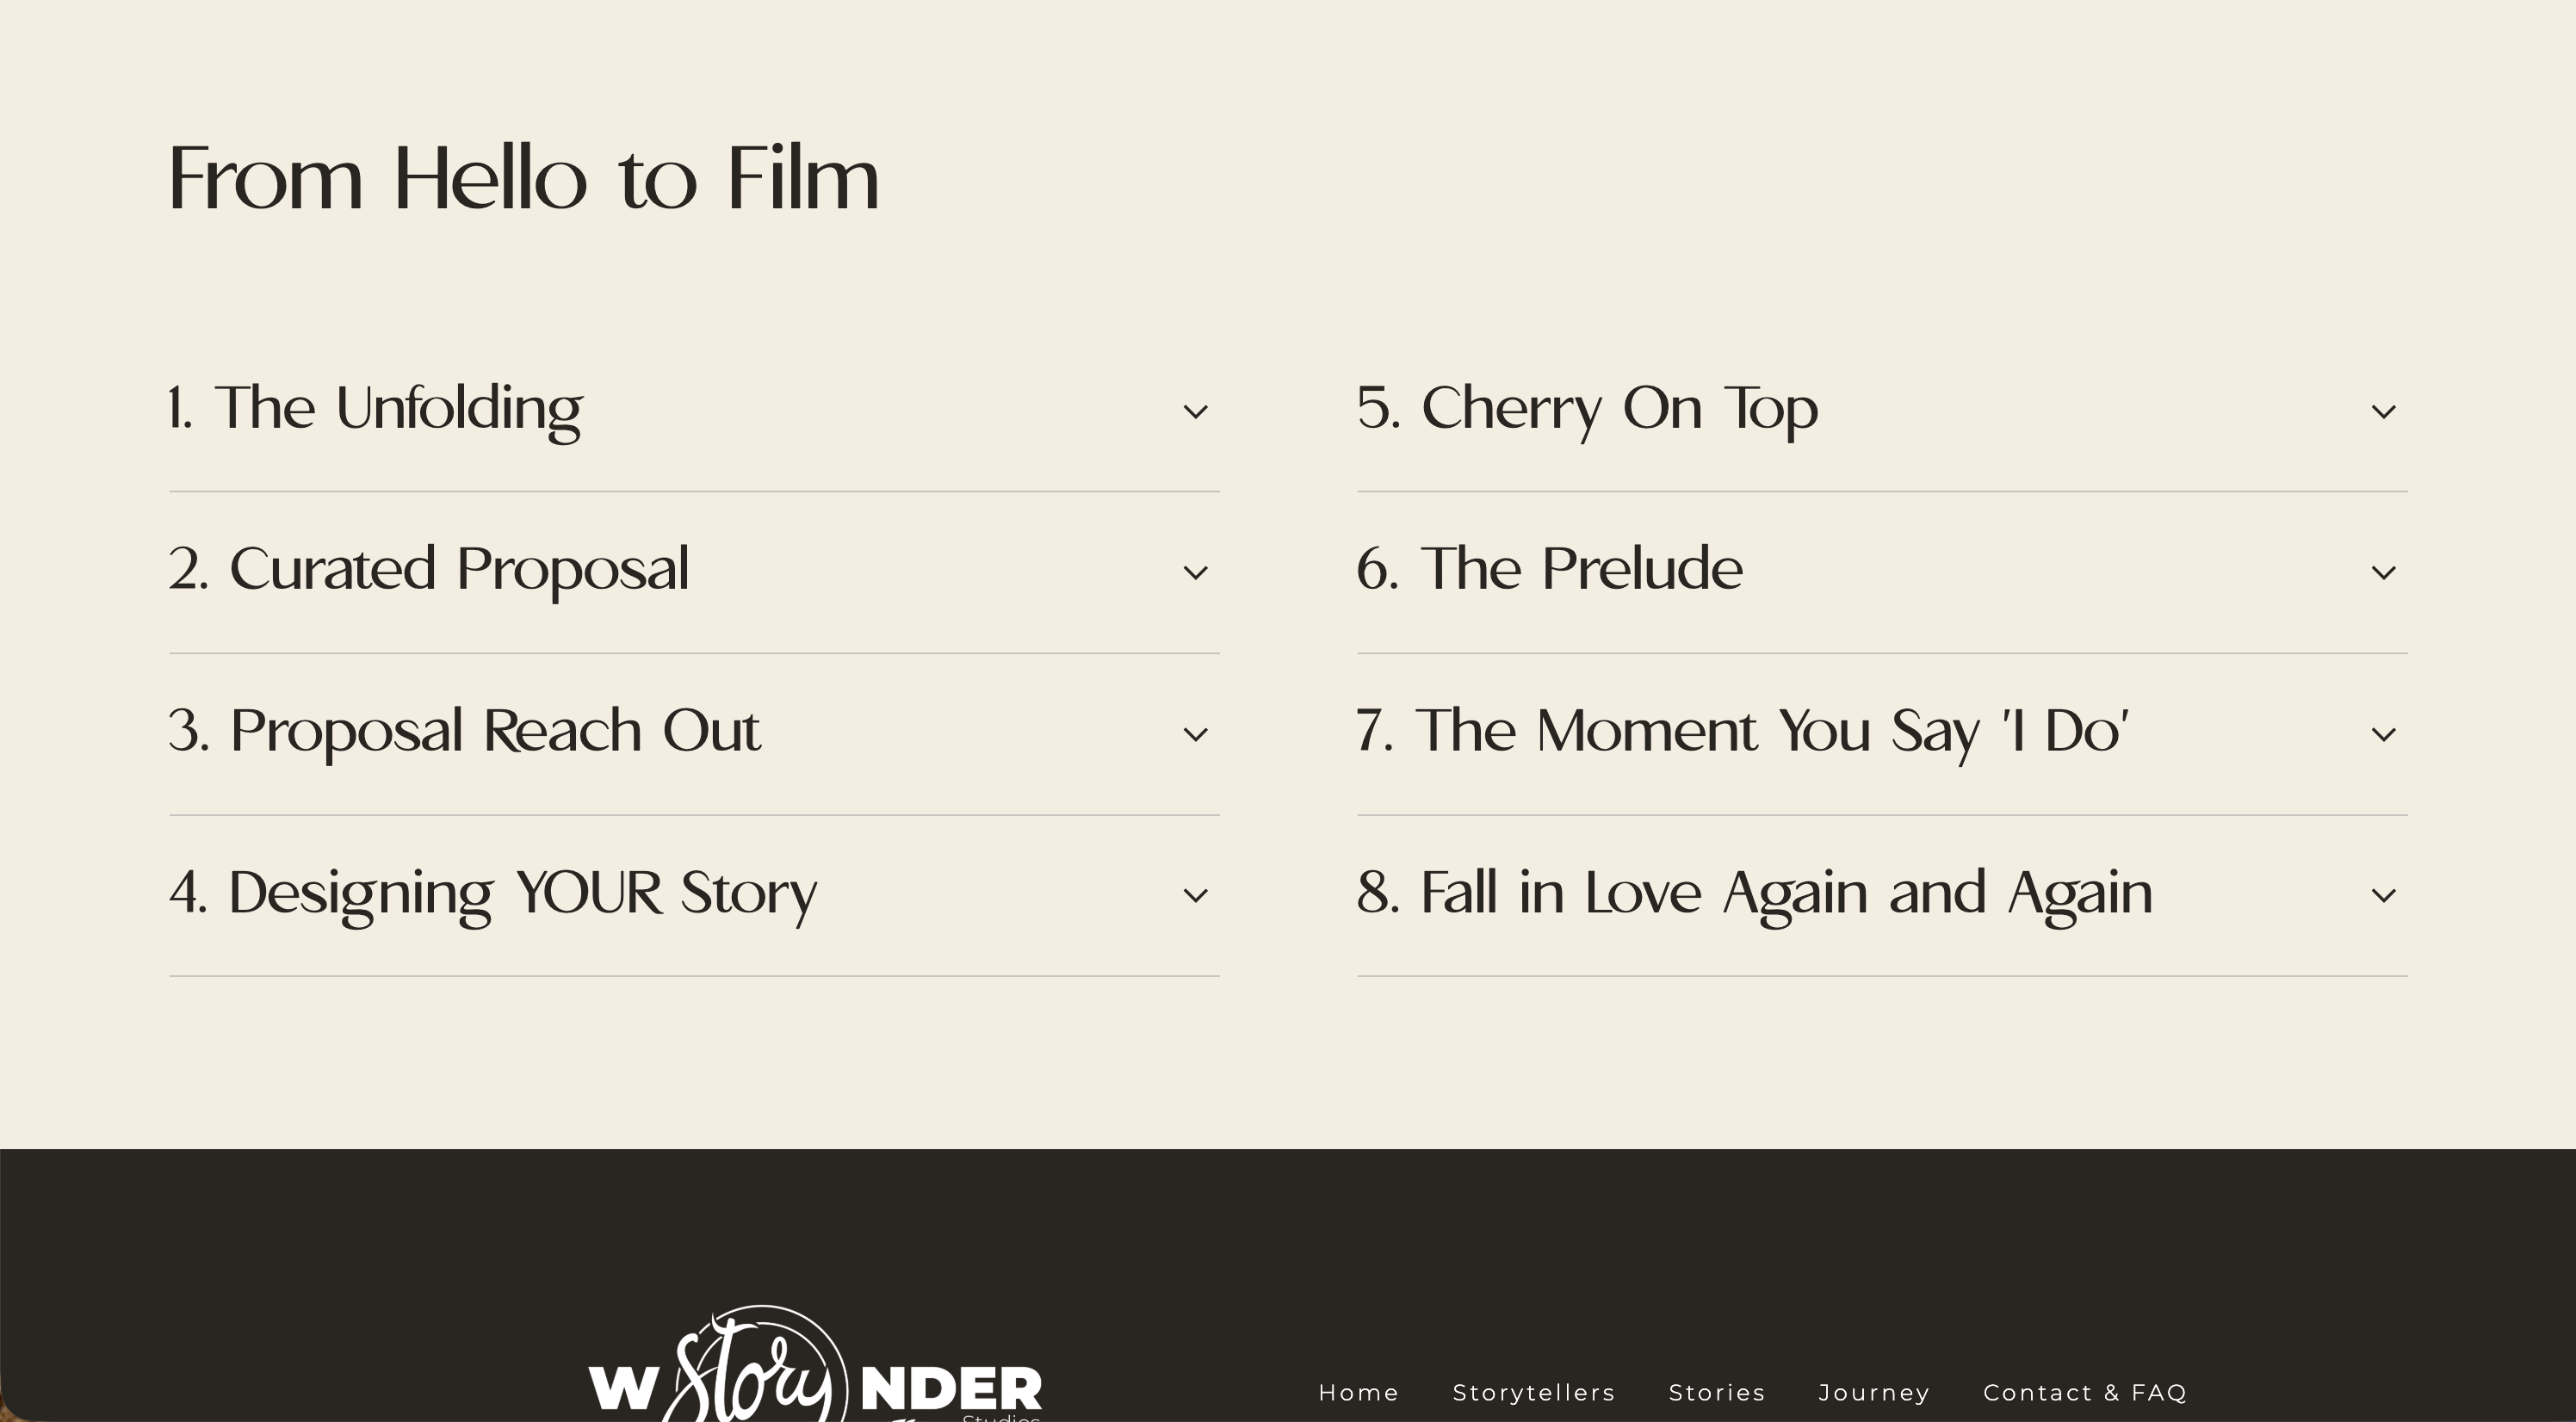 From Hello to Film
1. The Unfolding
2. Curated Proposal
3. Proposal Reach Out
4. Designing YOUR Story
5. Cherry On Top
6. The Prelude
7. The Moment You Say 'I Do'
8. Fall in Love Again and Again
W Story NDER
Studios
Home Storytellers Stories Journey Contact & FAQ